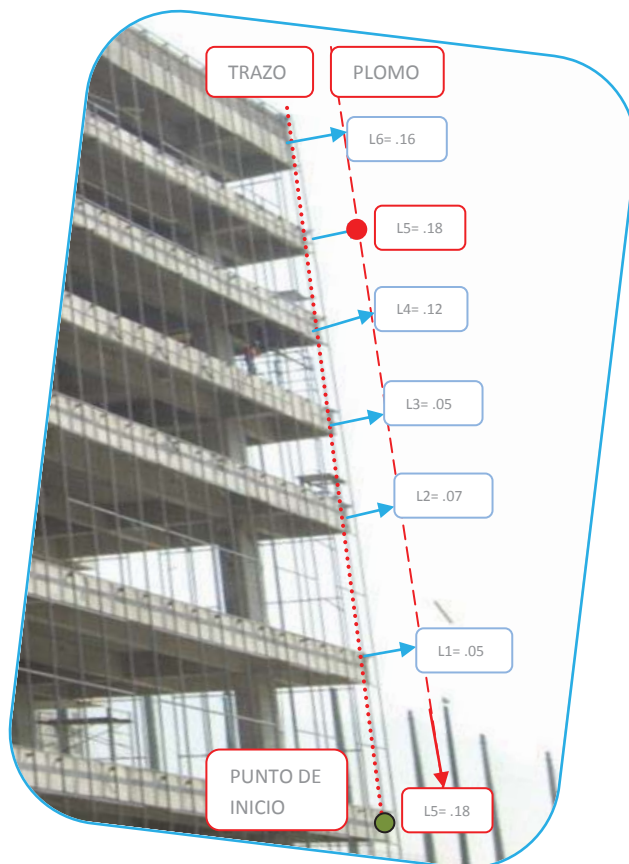 TRAZO
PLOMO
L6= .16
L5= .18
L4= .12
L3= .05
L2= .07
L1= .05
PUNTO DE
INICIO
L5= .18